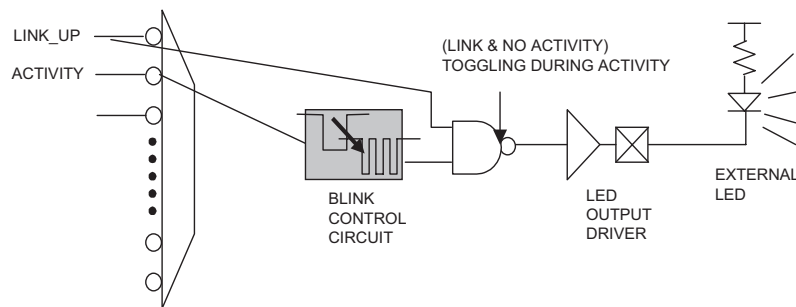 LINK_UP
ACTIVITY
(LINK & NO ACTIVITY)
TOGGLING DURING ACTIVITY
BLINK
CONTROL
CIRCUIT
LED
OUTPUT
DRIVER
EXTERNAL
LED